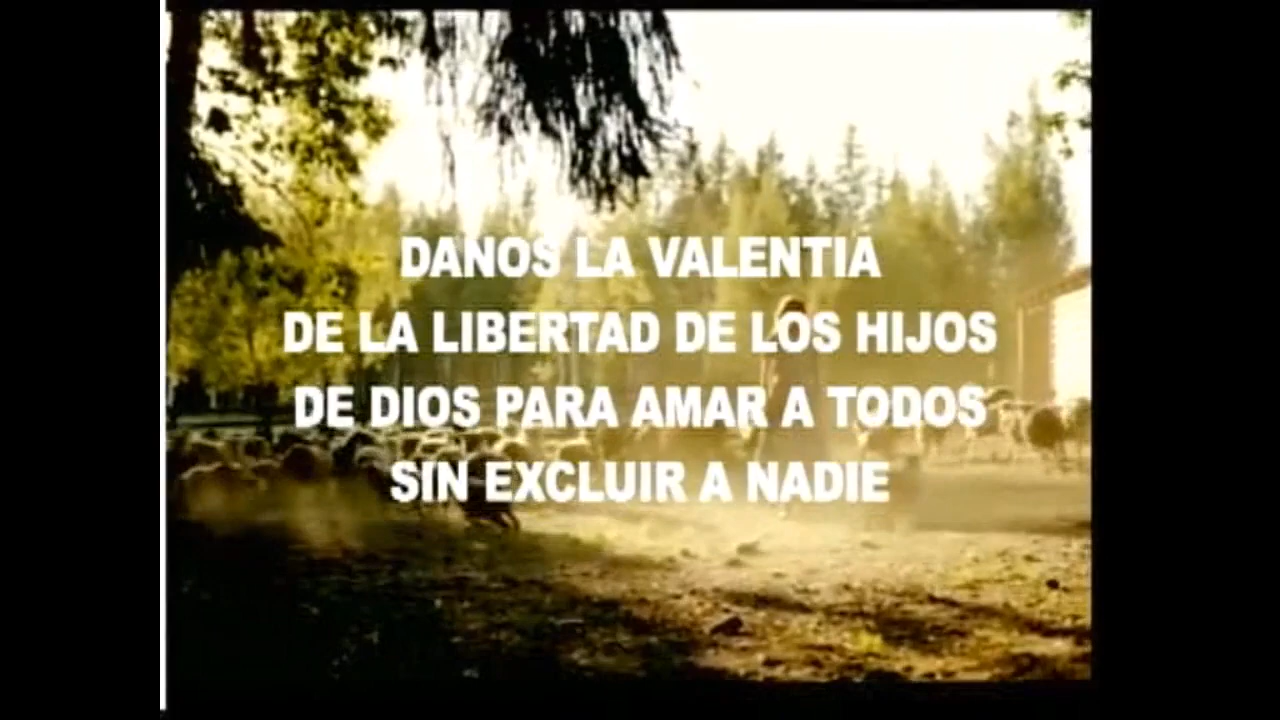 DANOS LA VALENTIA
DE LA LIBERTAD DE LOS HIJOS
DE DIOS PARA AMAR A TODOS
SIN EXCLUIR A NADIE